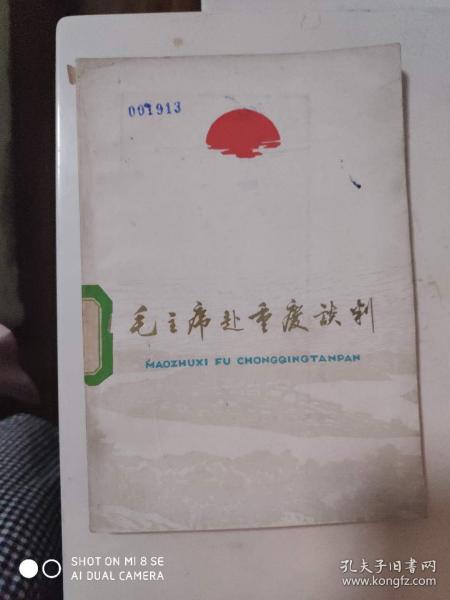 001913
毛主席赴重庆談判
MAOZHUXI FU CHONGQINGTANPAN
SHOT ON MI 8 SE
AI DUAL CAMERA
孔夫子旧书网
www.kongfz.com